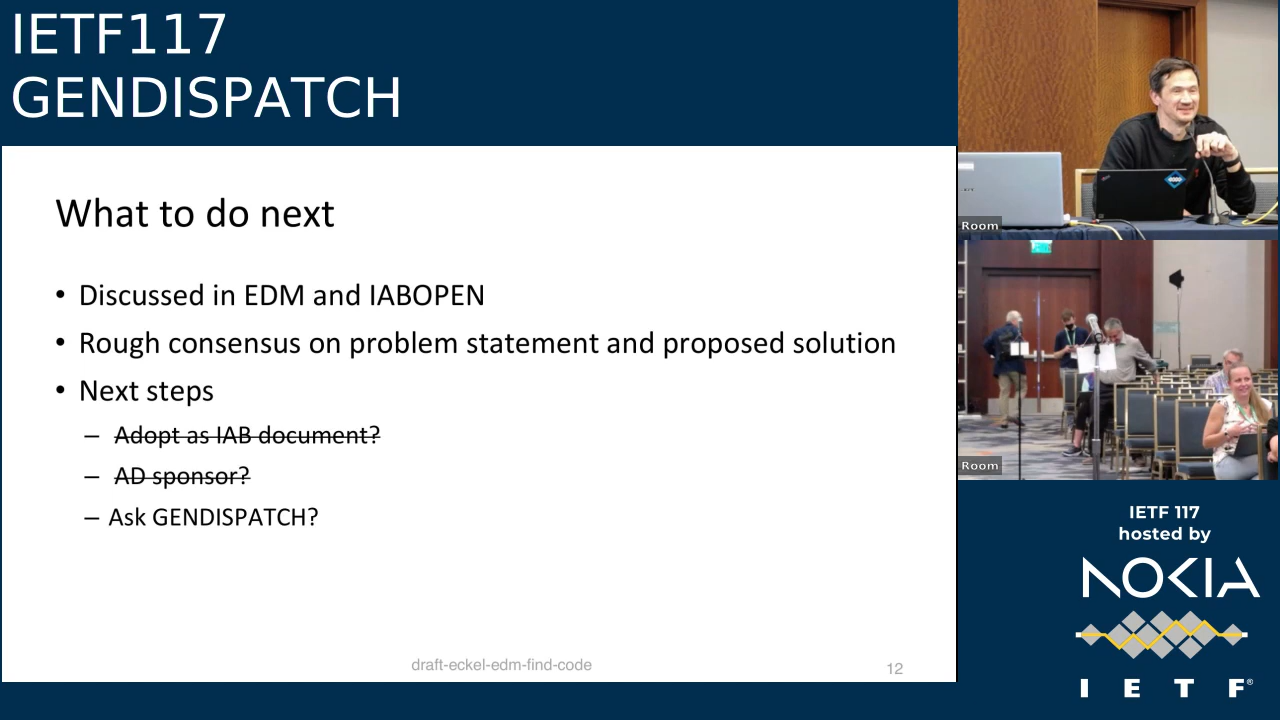 IETF117
GENDISPATCH
What to do next
• Discussed in EDM and IABOPEN
• Rough consensus on problem statement and proposed solution
• Next steps
– Adopt as IAB document?
– AD sponsor?
– Ask GENDISPATCH?
draft-eckel-edm-find-code
12
Room
Room
IETF 117
hosted by
NOKIA
I E T F®